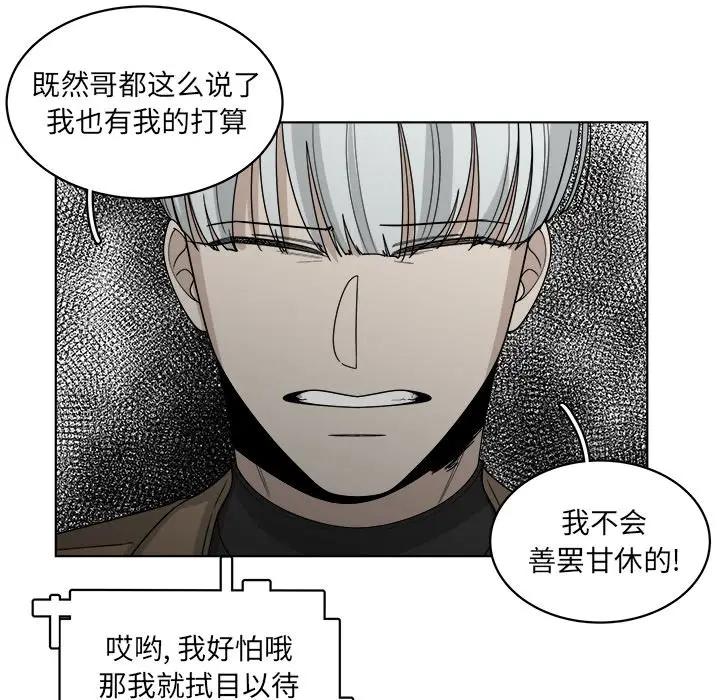 既然哥都这么说了
我也有我的打算
我不会
善罢甘休的!
哎哟, 我好怕哦
那我就拭目以待